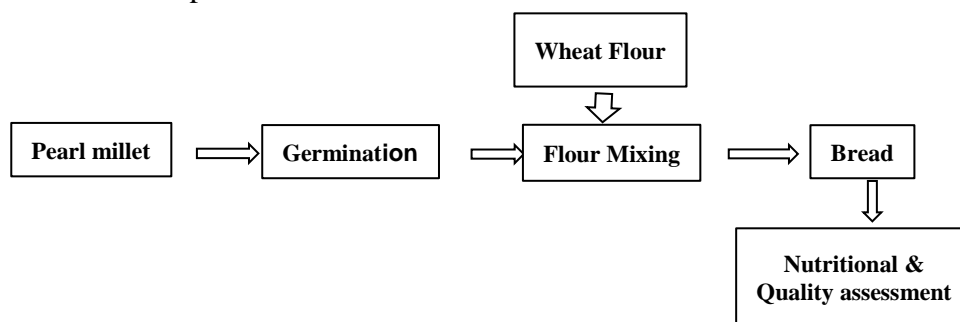 Wheat Flour
Pearl millet
Germination
Flour Mixing
Bread
Nutritional &
Quality assessment